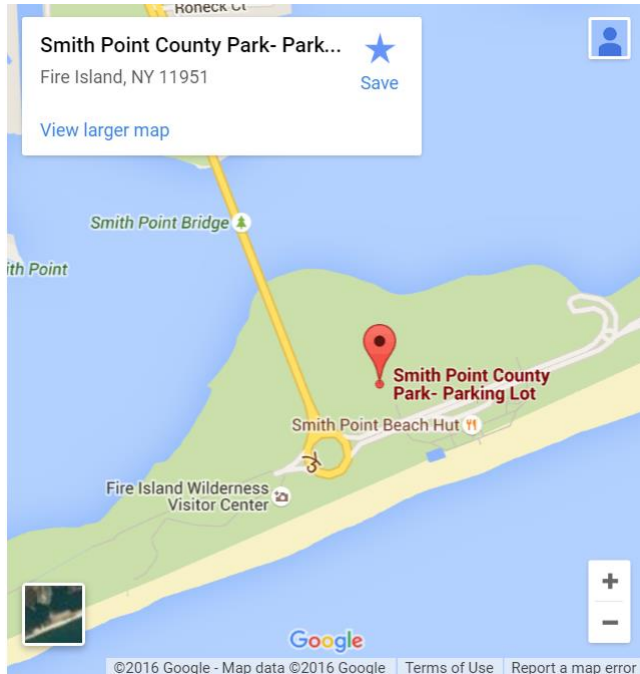 Roneck Ct
Smith Point County Park- Park...
Fire Island, NY 11951
Save
View larger map
Smith Point Bridge
ith Point
Smith Point County
Park- Parking Lot
Smith Point Beach Hut
Fire Island Wilderness
Visitor Center
75
+
−
Google
©2016 Google - Map data ©2016 Google
Terms of Use
Report a map error